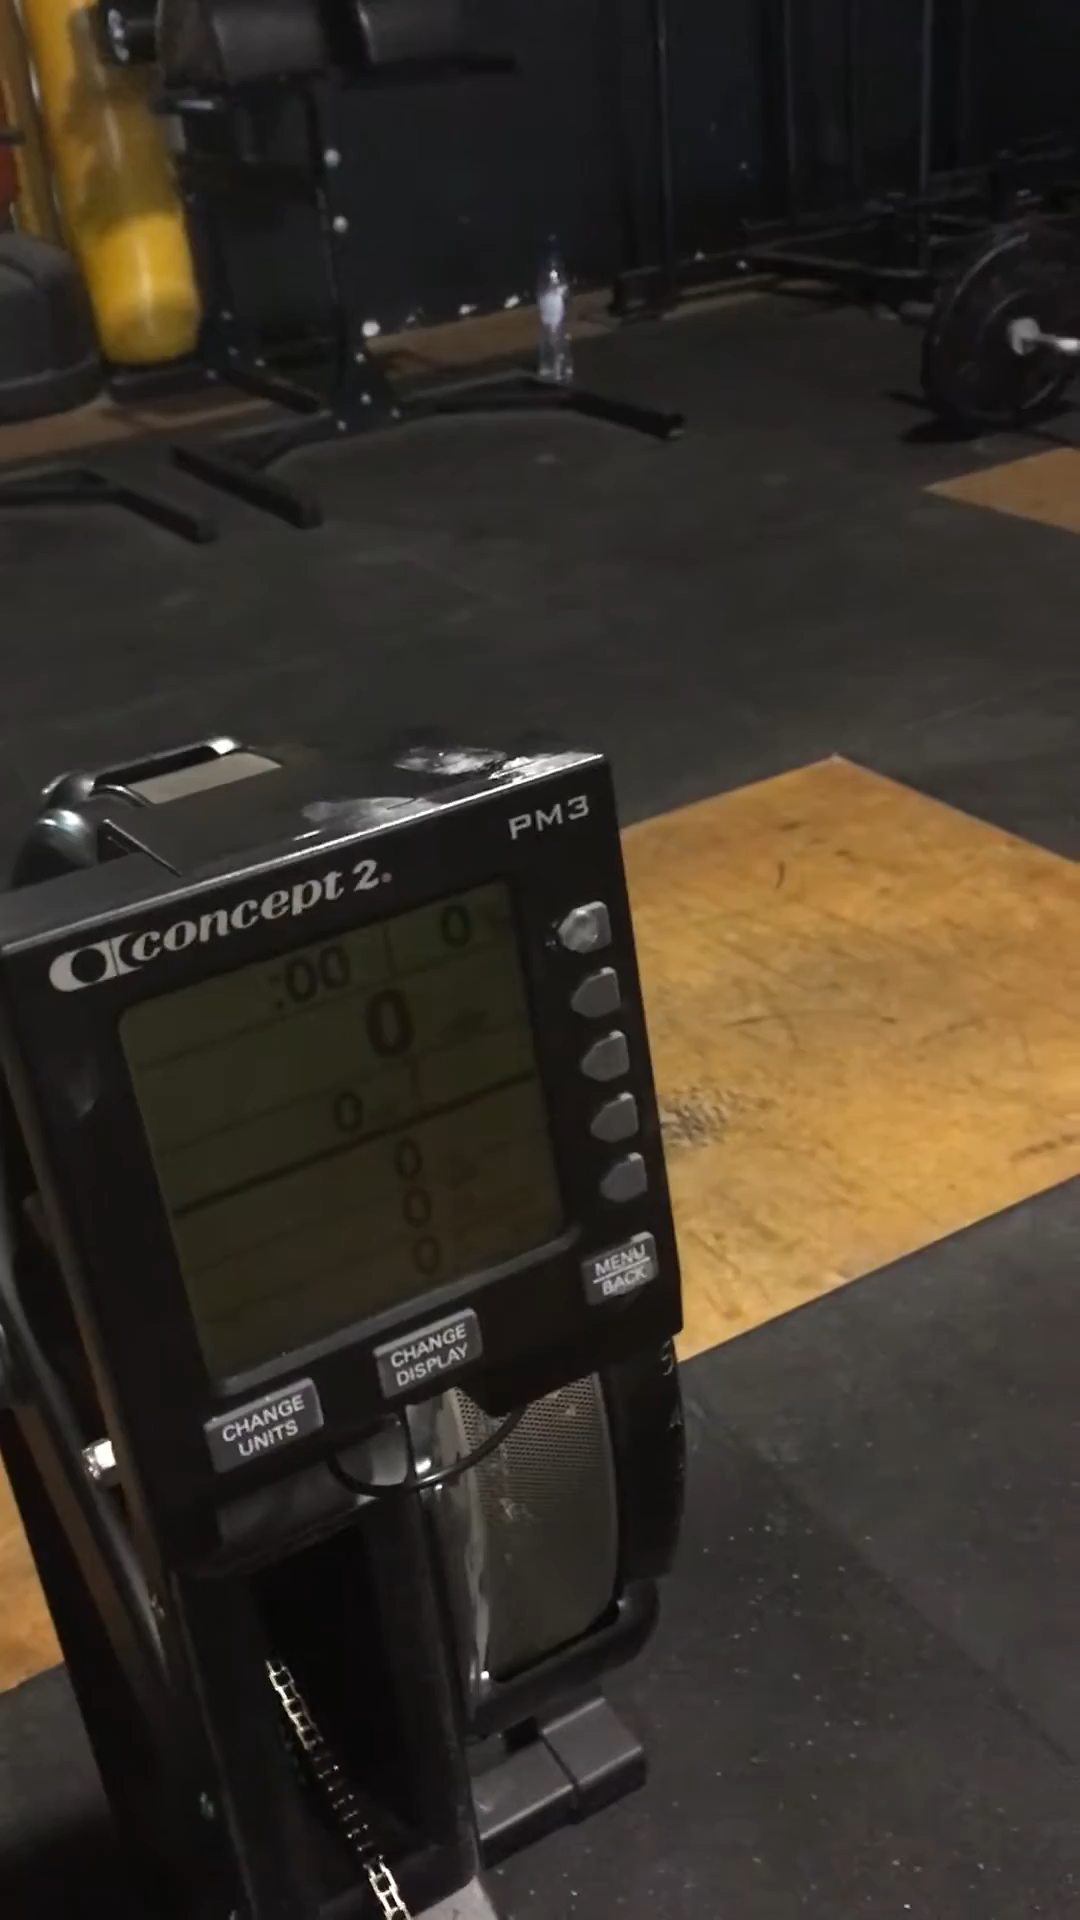 PM3
concept 2.
:00 0
0
0
0
0
0
MENU
BACK
CHANGE
DISPLAY
CHANGE
UNITS